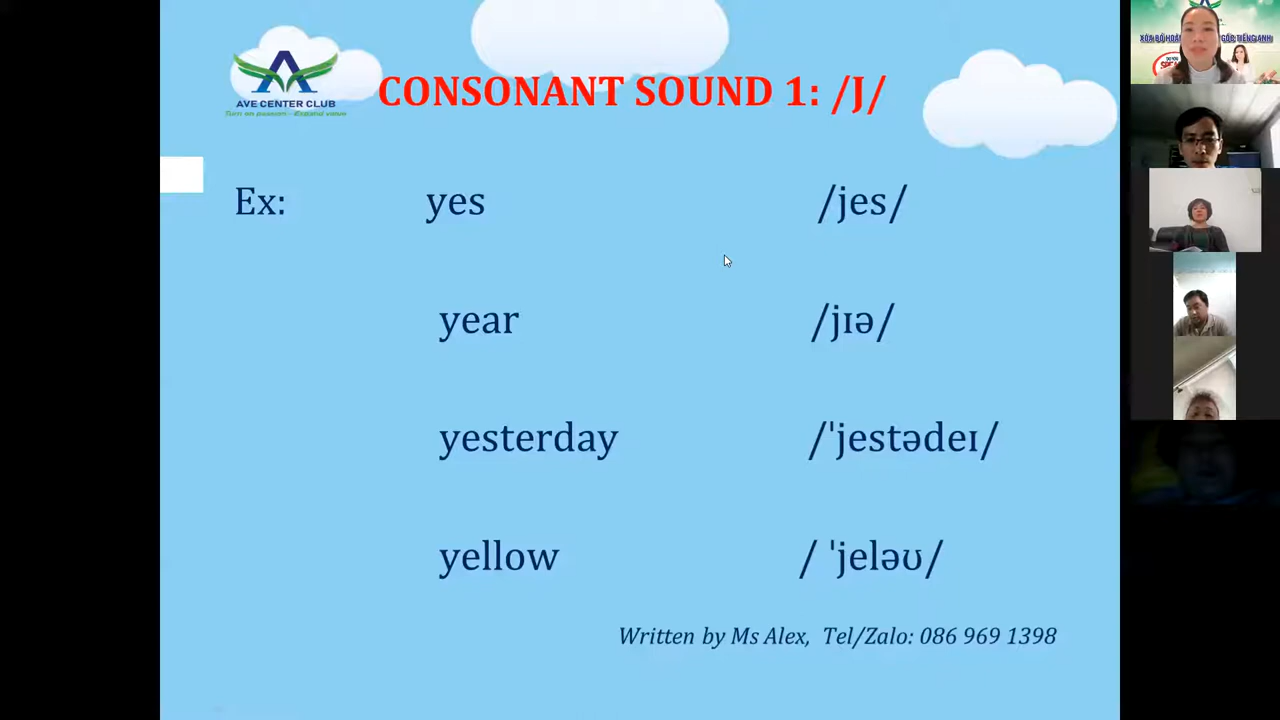 AVE CENTER CLUB
CONSONANT SOUND 1: /J/
Ex: yes /jes/
year /jɪə/
yesterday /ˈjestədeɪ/
yellow / ˈjeləʊ/
Written by Ms Alex, Tel/Zalo: 086 969 1398